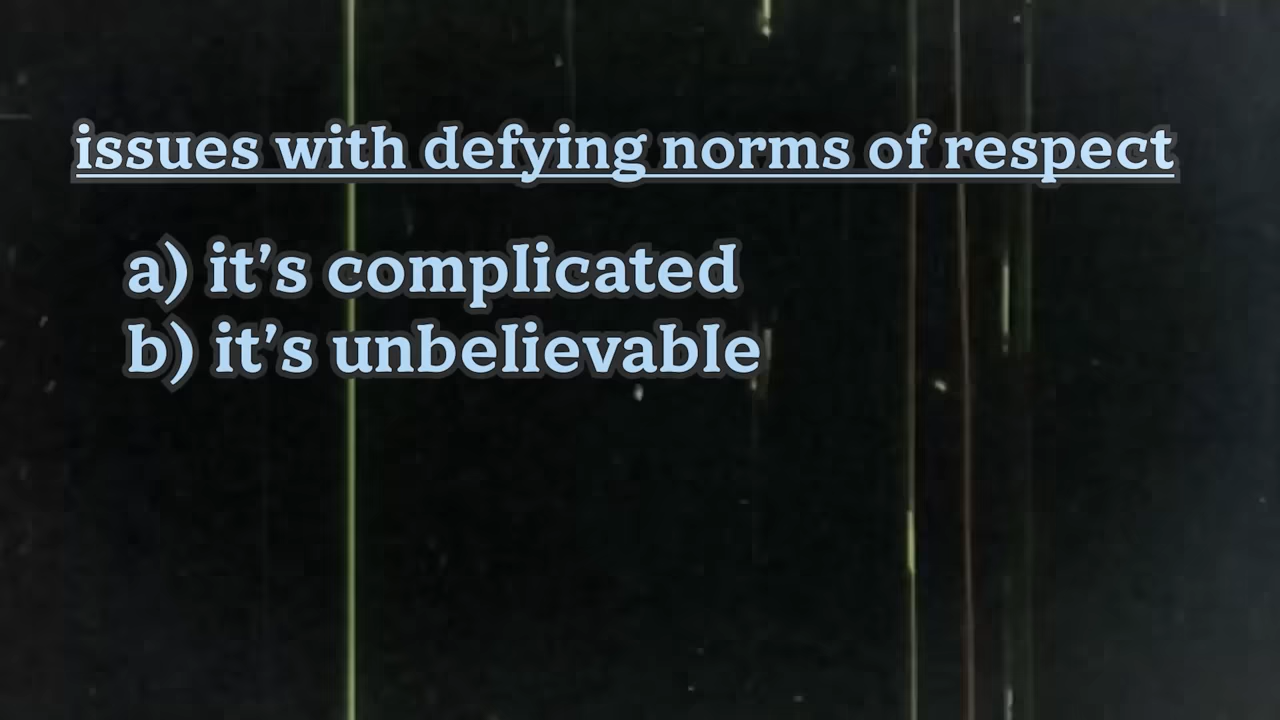 issues with defying norms of respect
a) it’s complicated
b) it’s unbelievable